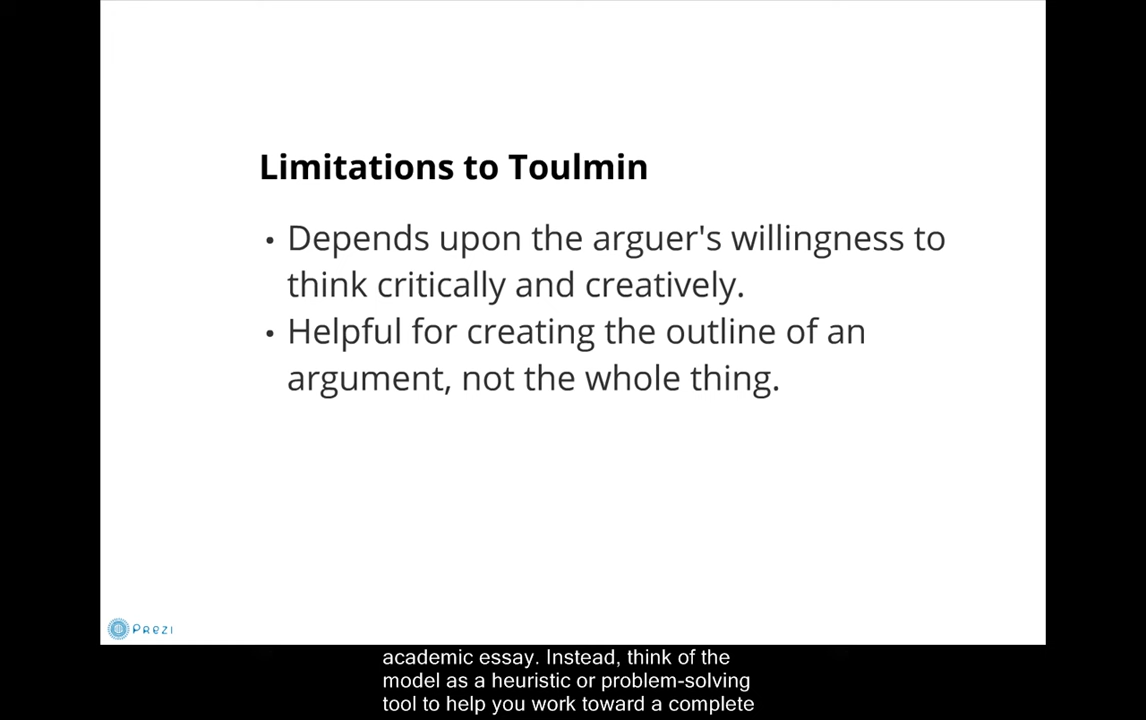 Limitations to Toulmin
• Depends upon the arguer's willingness to
think critically and creatively.
• Helpful for creating the outline of an
argument, not the whole thing.
Prezi
academic essay. Instead, think of the
model as a heuristic or problem-solving
tool to help you work toward a complete